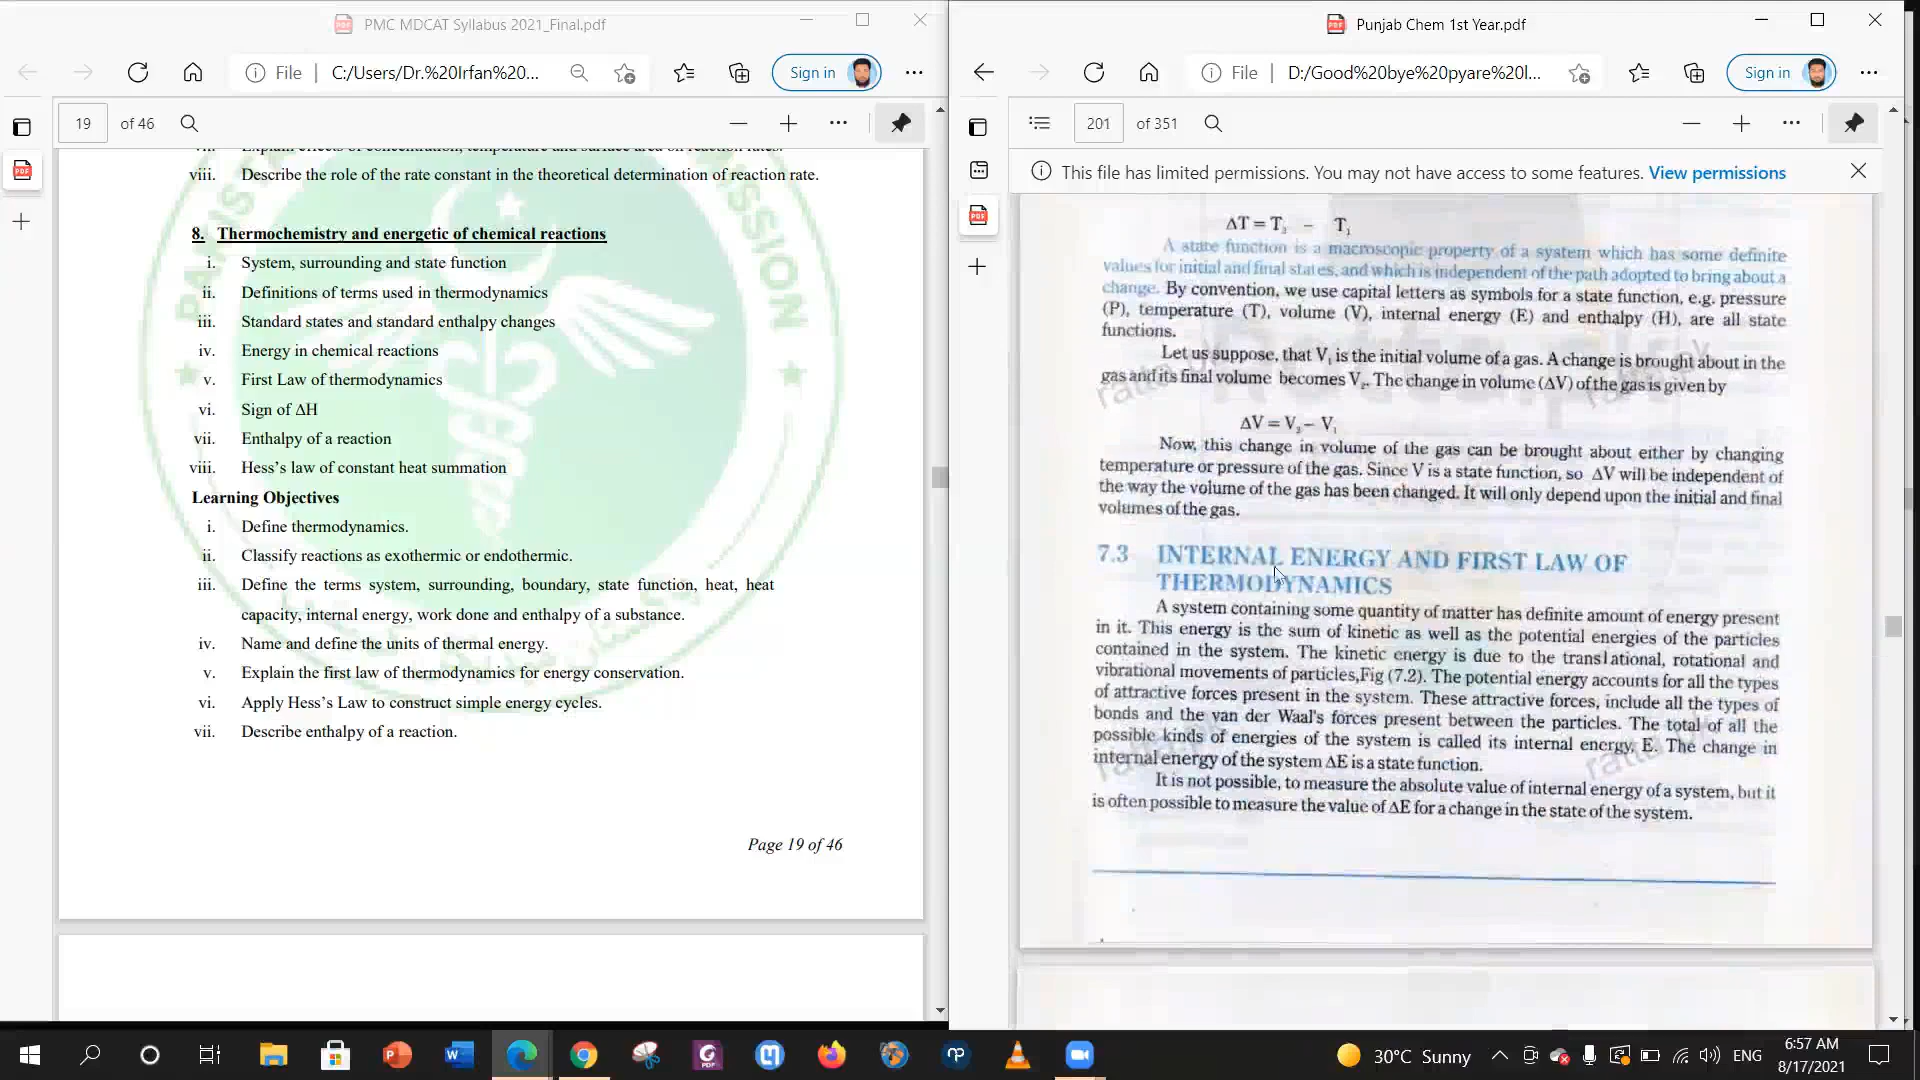 PMC MDCAT Syllabus 2021_Final.pdf
File
C:/Users/Dr.%20Irfan%20...
Sign in
19 of 46
viii. Describe the role of the rate constant in the theoretical determination of reaction rate.
8. Thermochemistry and energetic of chemical reactions
i. System, surrounding and state function
ii. Definitions of terms used in thermodynamics
iii. Standard states and standard enthalpy changes
iv. Energy in chemical reactions
v. First Law of thermodynamics
vi. Sign of ΔH
vii. Enthalpy of a reaction
viii. Hess's law of constant heat summation
Learning Objectives
i. Define thermodynamics.
ii. Classify reactions as exothermic or endothermic.
iii. Define the terms system, surrounding, boundary, state function, heat, heat
capacity, internal energy, work done and enthalpy of a substance.
iv. Name and define the units of thermal energy.
v. Explain the first law of thermodynamics for energy conservation.
vi. Apply Hess's Law to construct simple energy cycles.
vii. Describe enthalpy of a reaction.
Page 19 of 46
Punjab Chem 1st Year.pdf
File
D:/Good%20bye%20pyare%20l...
Sign in
201 of 351
This file has limited permissions. You may not have access to some features. View permissions
ΔT = T₂ – T₁
A state function is a macroscopic property of a system which has some definite
values for initial and final states, and which is independent of the path adopted to bring about a
change. By convention, we use capital letters as symbols for a state function, e.g. pressure
(P), temperature (T), volume (V), internal energy (E) and enthalpy (H), are all state
functions.
Let us suppose, that V₁ is the initial volume of a gas. A change is brought about in the
gas and its final volume becomes V₂. The change in volume (ΔV) of the gas is given by
ΔV = V₂ – V₁
Now, this change in volume of the gas can be brought about either by changing
temperature or pressure of the gas. Since V is a state function, so ΔV will be independent of
the way the volume of the gas has been changed. It will only depend upon the initial and final
volumes of the gas.
7.3 INTERNAL ENERGY AND FIRST LAW OF
THERMODYNAMICS
A system containing some quantity of matter has definite amount of energy present
in it. This energy is the sum of kinetic as well as the potential energies of the particles
contained in the system. The kinetic energy is due to the translational, rotational and
vibrational movements of particles,Fig (7.2). The potential energy accounts for all the types
of attractive forces present in the system. These attractive forces, include all the types of
bonds and the van der Waal's forces present between the particles. The total of all the
possible kinds of energies of the system is called its internal energy, E. The change in
internal energy of the system ΔE is a state function.
It is not possible, to measure the absolute value of internal energy of a system, but it
is often possible to measure the value of ΔE for a change in the state of the system.
30°C Sunny
ENG
6:57 AM
8/17/2021